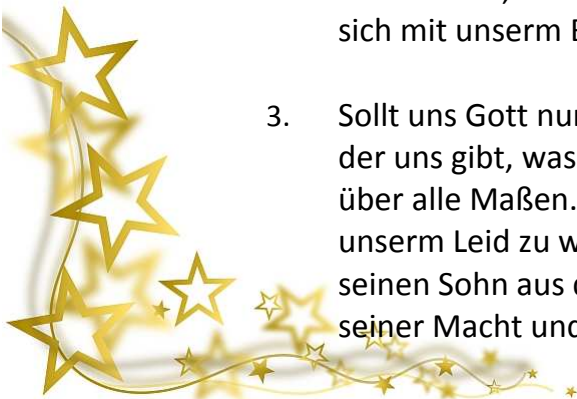 sich mit unserm
3. Sollt uns Gott nun
der uns gibt, was
über alle Maßen.
unserm Leid zu
seinen Sohn aus
seiner Macht und